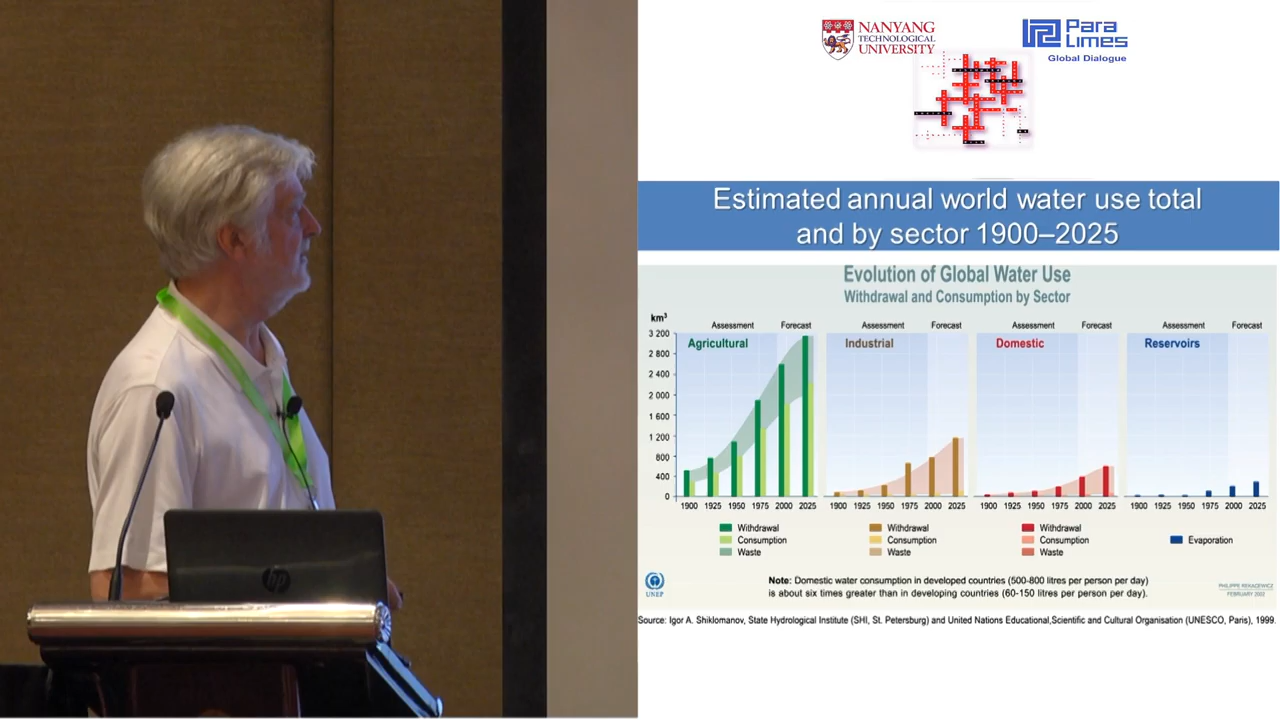 NANYANG
TECHNOLOGICAL
UNIVERSITY
Para
Limes
Global Dialogue
Estimated annual world water use total
and by sector 1900–2025
Evolution of Global Water Use
Withdrawal and Consumption by Sector
km³
Assessment Forecast Assessment Forecast Assessment Forecast Assessment Forecast
3 200
Agricultural Industrial Domestic Reservoirs
2 800
2 400
2 000
1 600
1 200
800
400
0
1900 1925 1950 1975 2000 2025 1900 1925 1950 1975 2000 2025 1900 1925 1950 1975 2000 2025 1900 1925 1950 1975 2000 2025
Withdrawal Withdrawal Withdrawal
Consumption Consumption Consumption Evaporation
Waste Waste Waste
UNEP
Note: Domestic water consumption in developed countries (500-800 litres per person per day)
is about six times greater than in developing countries (60-150 litres per person per day).
PHILIPPE REKACEWICZ
FEBRUARY 2002
Source: Igor A. Shiklomanov, State Hydrological Institute (SHI, St. Petersburg) and United Nations Educational,Scientific and Cultural Organisation (UNESCO, Paris), 1999.
hp